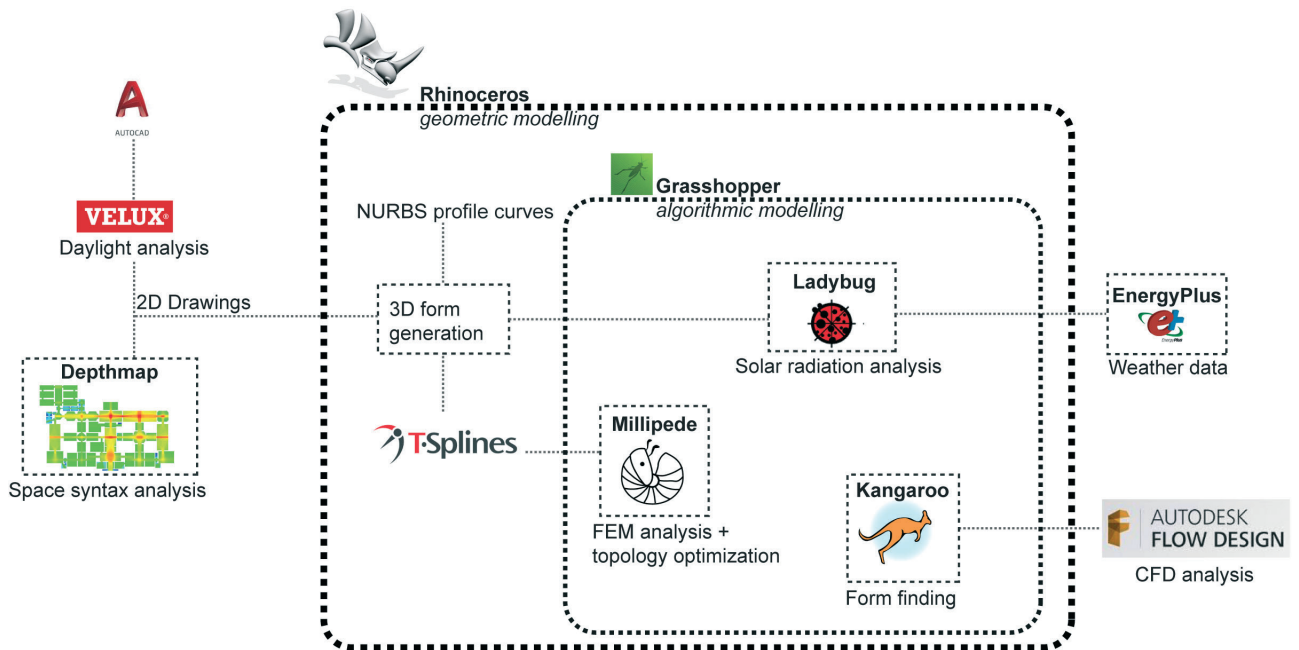 Rhinoceros
geometric modelling
AUTOCAD
Grasshopper
algorithmic modelling
VELUX®
Daylight analysis
NURBS profile curves
2D Drawings
3D form
generation
Ladybug
Solar radiation analysis
EnergyPlus
e+
EnergyPlus
Weather data
Depthmap
Space syntax analysis
T-Splines
Millipede
FEM analysis +
topology optimization
Kangaroo
Form finding
AUTODESK
FLOW DESIGN
CFD analysis